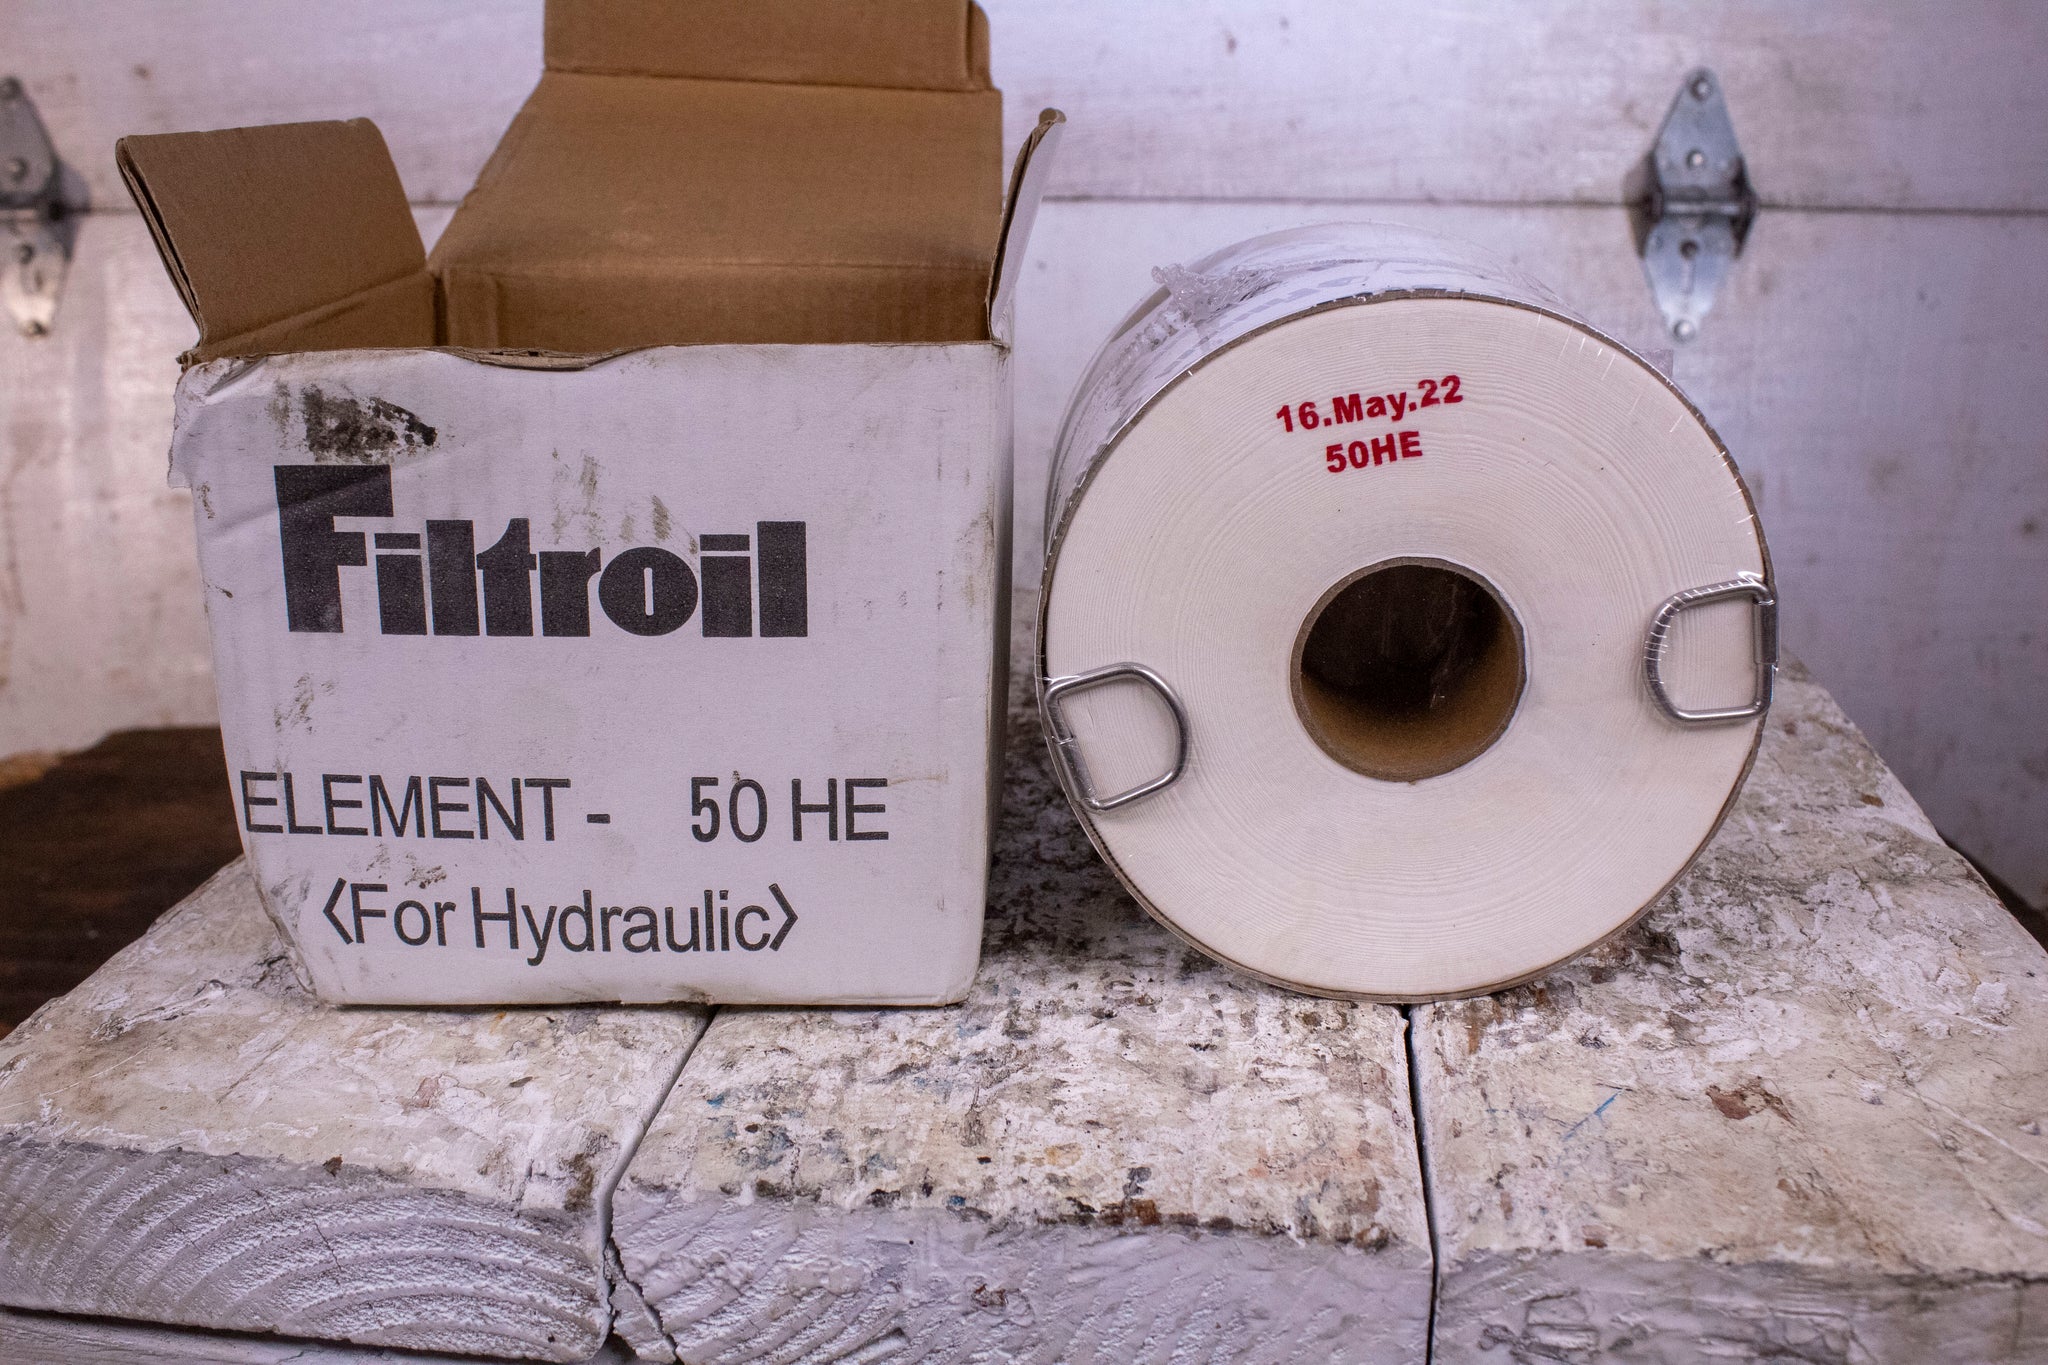 Filtroil
ELEMENT - 50 HE
〈For Hydraulic〉
16.May.22
50HE